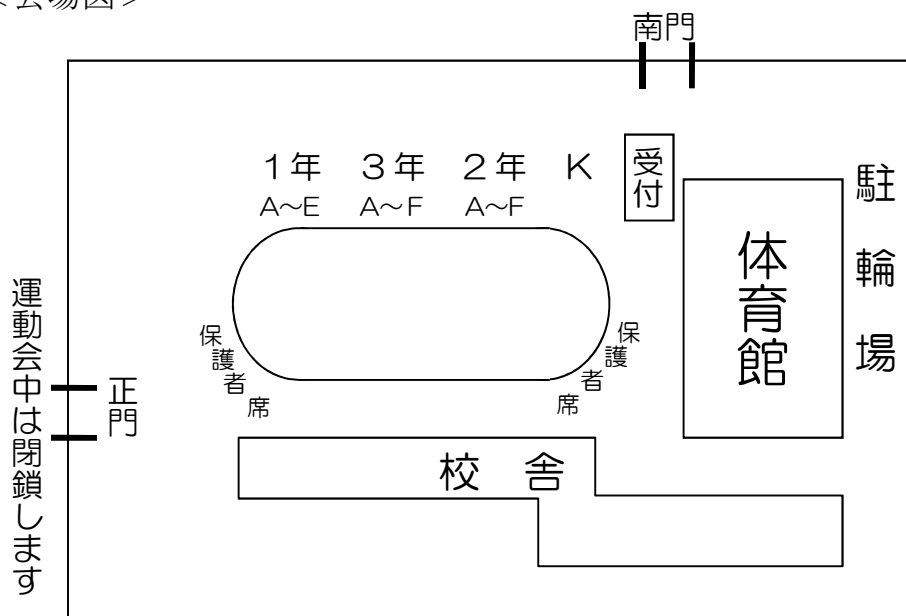 <会場図>
南門
1年 3年 2年 K
A~E A~F A~F
受付
駐輪場
体育館
保護者席
保護者席
運動会中は閉鎖します
正門
校舎